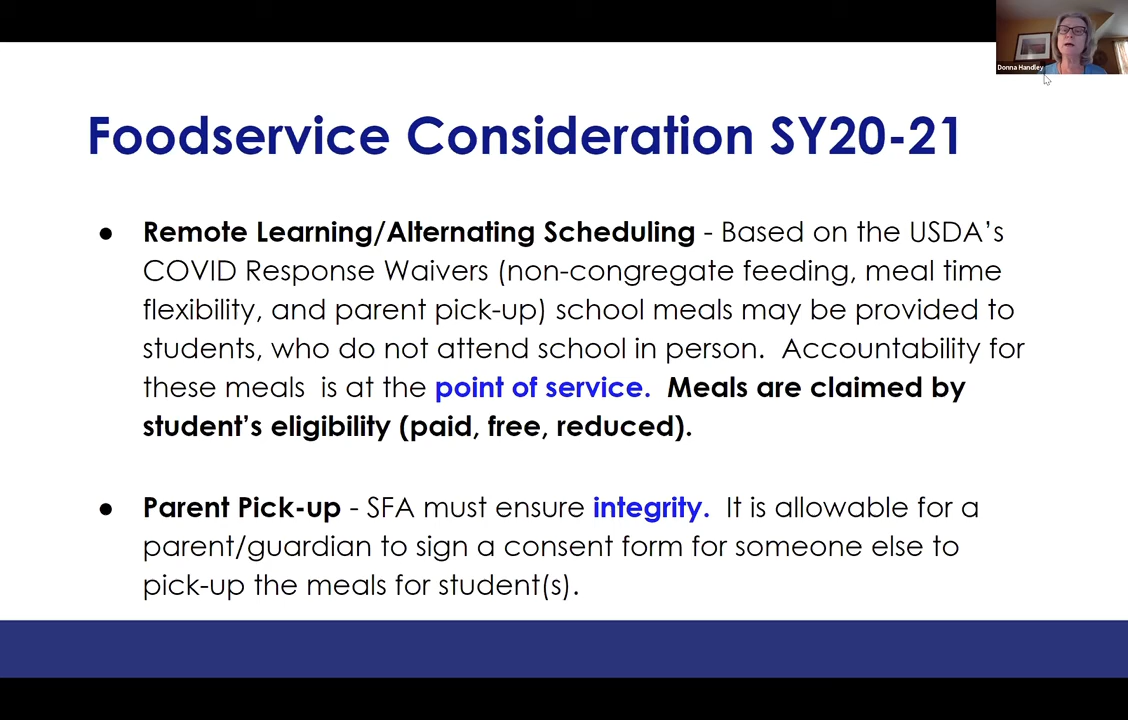 Donna Handley
Foodservice Consideration SY20-21
● Remote Learning/Alternating Scheduling - Based on the USDA’s
COVID Response Waivers (non-congregate feeding, meal time
flexibility, and parent pick-up) school meals may be provided to
students, who do not attend school in person.  Accountability for
these meals  is at the point of service.  Meals are claimed by
student’s eligibility (paid, free, reduced).
● Parent Pick-up - SFA must ensure integrity.  It is allowable for a
parent/guardian to sign a consent form for someone else to
pick-up the meals for student(s).